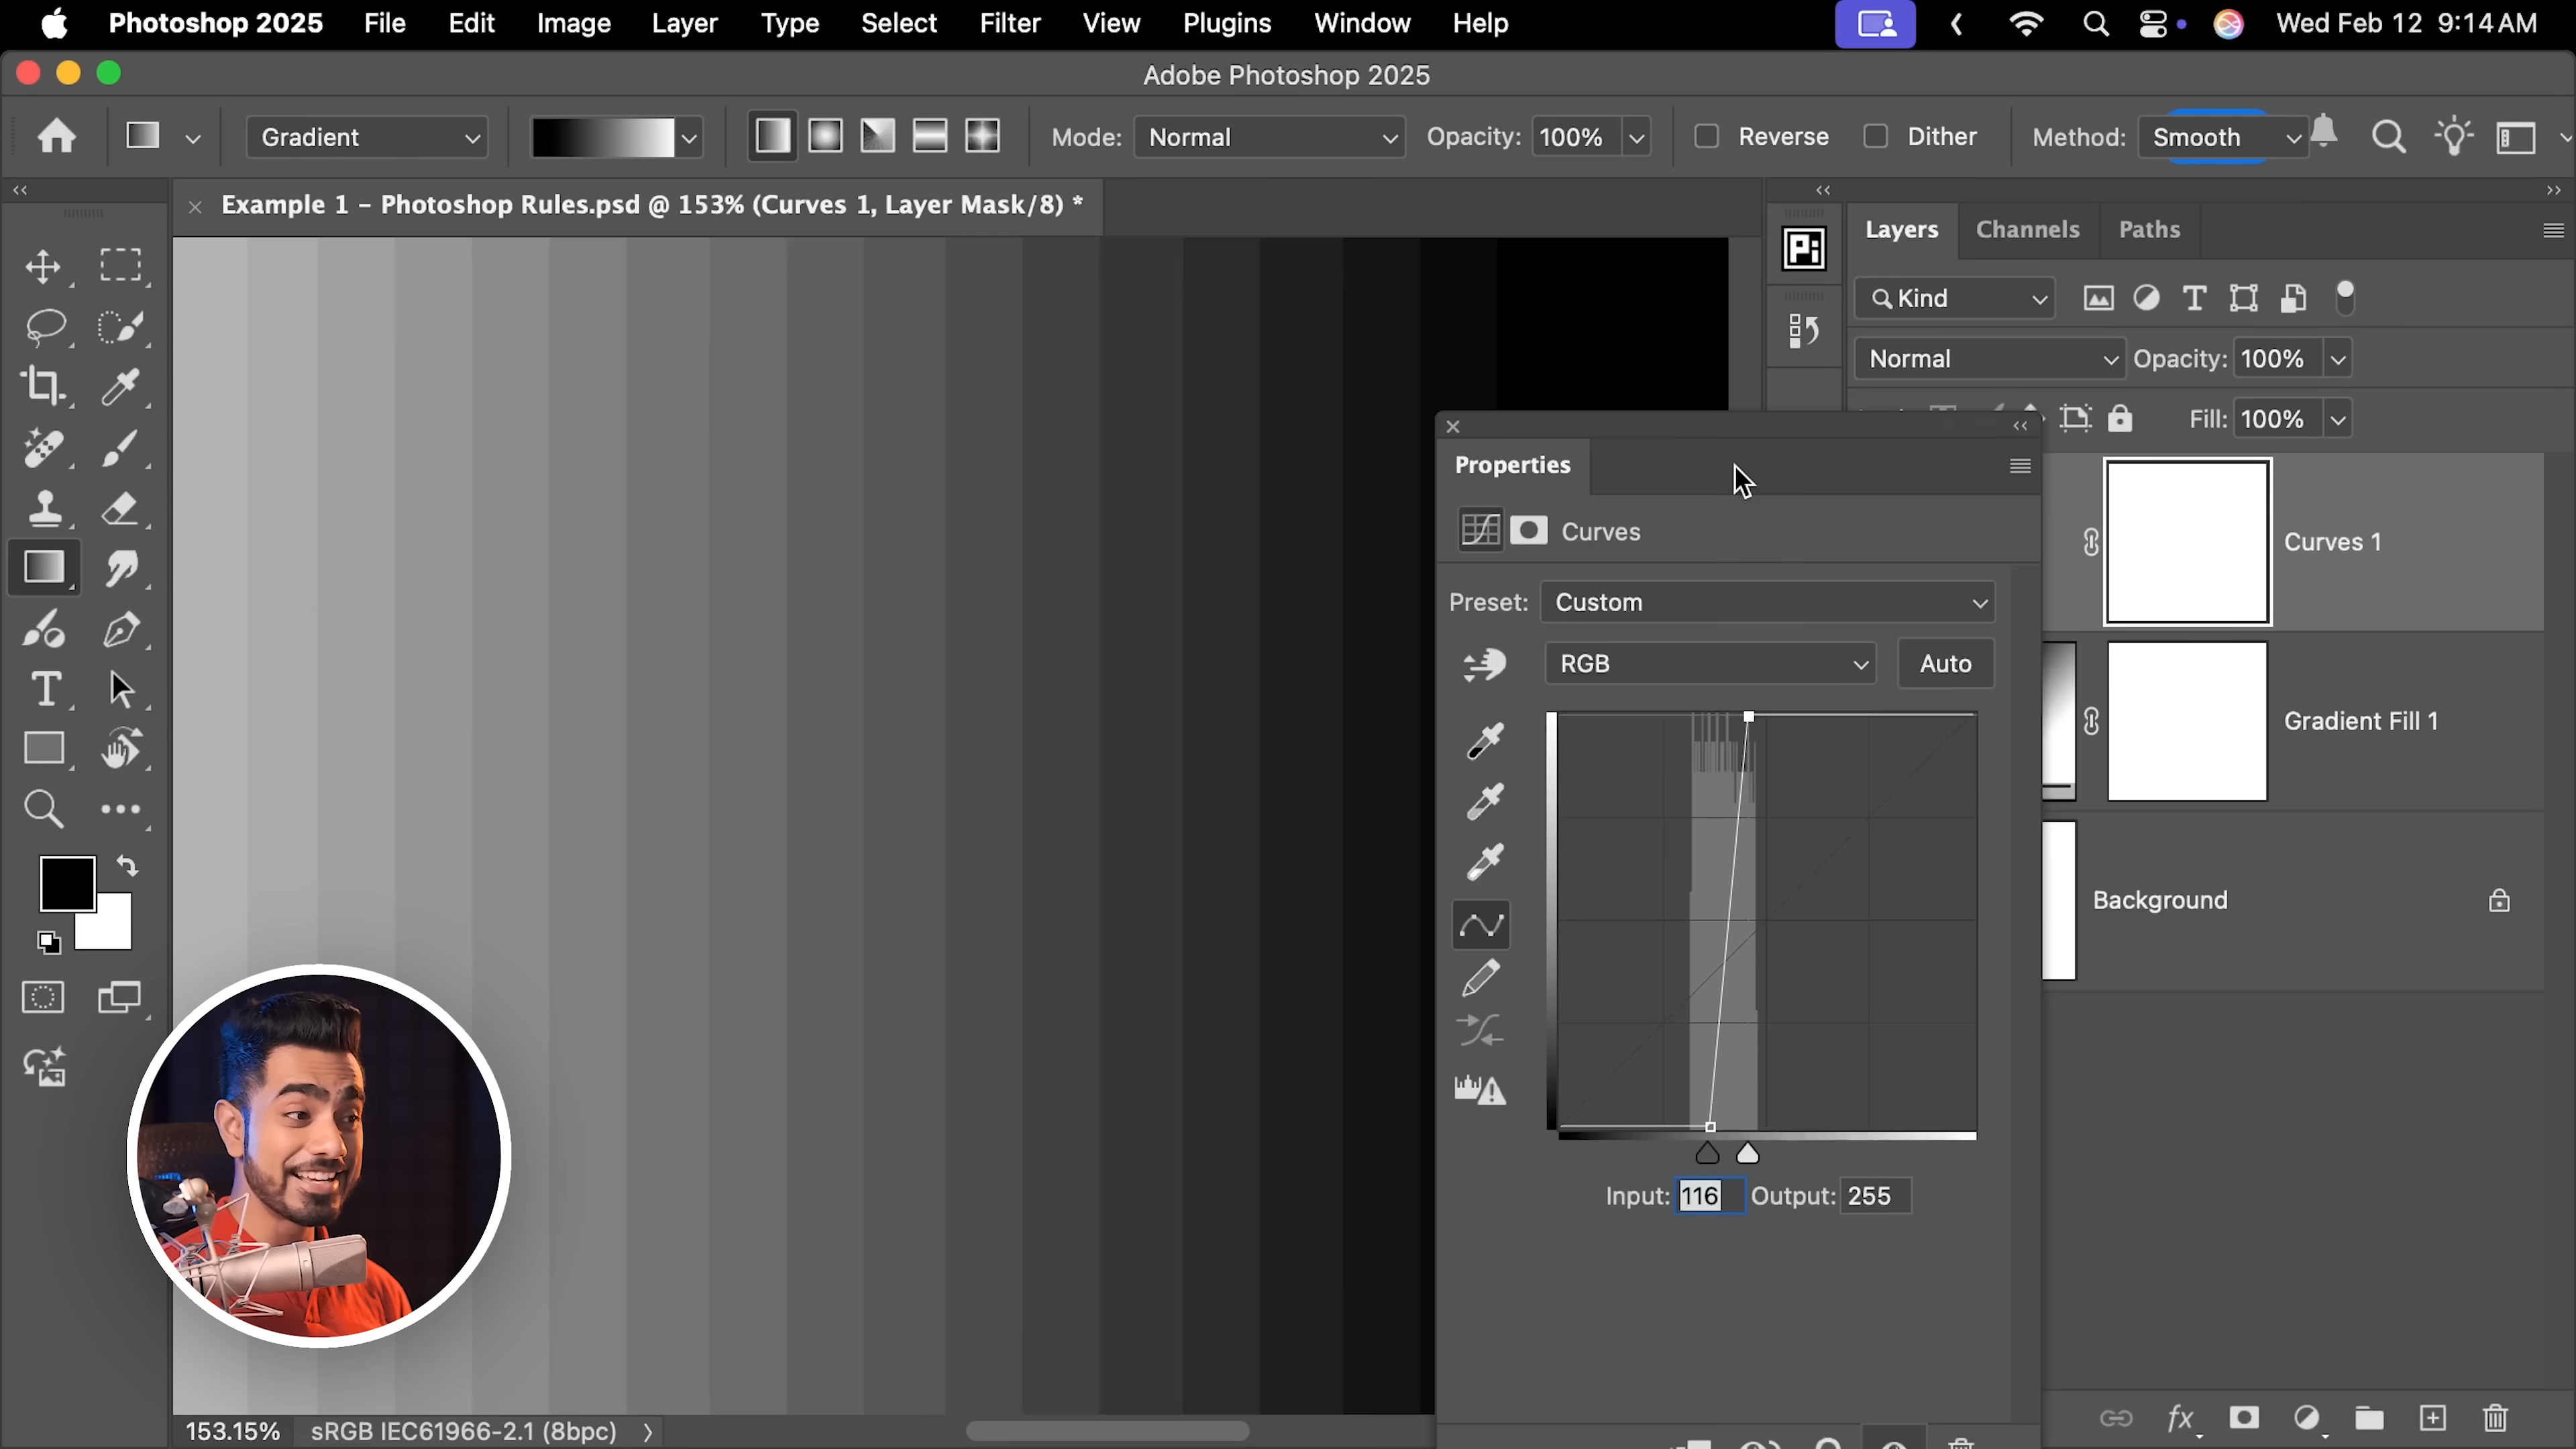 Photoshop 2025 File Edit Image Layer Type Select Filter View Plugins Window Help Wed Feb 12 9:14 AM
Adobe Photoshop 2025
Gradient Mode: Normal Opacity: 100% Reverse Dither Method: Smooth
Example 1 – Photoshop Rules.psd @ 153% (Curves 1, Layer Mask/8) *
Pi
Layers Channels Paths
Kind
Normal Opacity: 100%
Fill: 100%
Properties
Curves
Preset: Custom
RGB Auto
Input: 116 Output: 255
Curves 1
Gradient Fill 1
Background
153.15% sRGB IEC61966-2.1 (8bpc)
fx